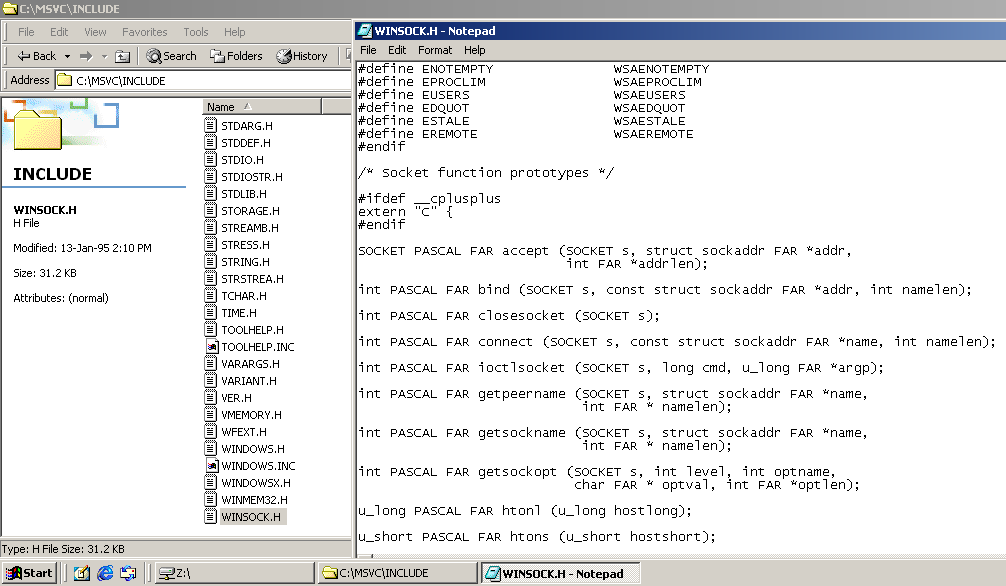 C:\MSVC\INCLUDE
File Edit View Favorites Tools Help
Back Search Folders History
Address C:\MSVC\INCLUDE
INCLUDE
WINSOCK.H
H File
Modified: 13-Jan-95 2:10 PM
Size: 31.2 KB
Attributes: (normal)
Name
STDARG.H
STDDEF.H
STDIO.H
STDIOSTR.H
STDLIB.H
STORAGE.H
STREAMB.H
STRESS.H
STRING.H
STRSTREA.H
TCHAR.H
TIME.H
TOOLHELP.H
TOOLHELP.INC
VARARGS.H
VARIANT.H
VER.H
VMEMORY.H
WFEXT.H
WINDOWS.H
WINDOWS.INC
WINDOWSX.H
WINMEM32.H
WINSOCK.H
Type: H File Size: 31.2 KB
WINSOCK.H - Notepad
File Edit Format Help
#define ENOTEMPTY WSAENOTEMPTY
#define EPROCLIM WSAEPROCLIM
#define EUSERS WSAEUSERS
#define EDQUOT WSAEDQUOT
#define ESTALE WSAESTALE
#define EREMOTE WSAEREMOTE
#endif
/* Socket function prototypes */
#ifdef __cplusplus
extern "C" {
#endif
SOCKET PASCAL FAR accept (SOCKET s, struct sockaddr FAR *addr,
int FAR *addrlen);
int PASCAL FAR bind (SOCKET s, const struct sockaddr FAR *addr, int namelen);
int PASCAL FAR closesocket (SOCKET s);
int PASCAL FAR connect (SOCKET s, const struct sockaddr FAR *name, int namelen);
int PASCAL FAR ioctlsocket (SOCKET s, long cmd, u_long FAR *argp);
int PASCAL FAR getpeername (SOCKET s, struct sockaddr FAR *name,
int FAR * namelen);
int PASCAL FAR getsockname (SOCKET s, struct sockaddr FAR *name,
int FAR * namelen);
int PASCAL FAR getsockopt (SOCKET s, int level, int optname,
char FAR * optval, int FAR *optlen);
u_long PASCAL FAR htonl (u_long hostlong);
u_short PASCAL FAR htons (u_short hostshort);
Start Z:\ C:\MSVC\INCLUDE WINSOCK.H - Notepad